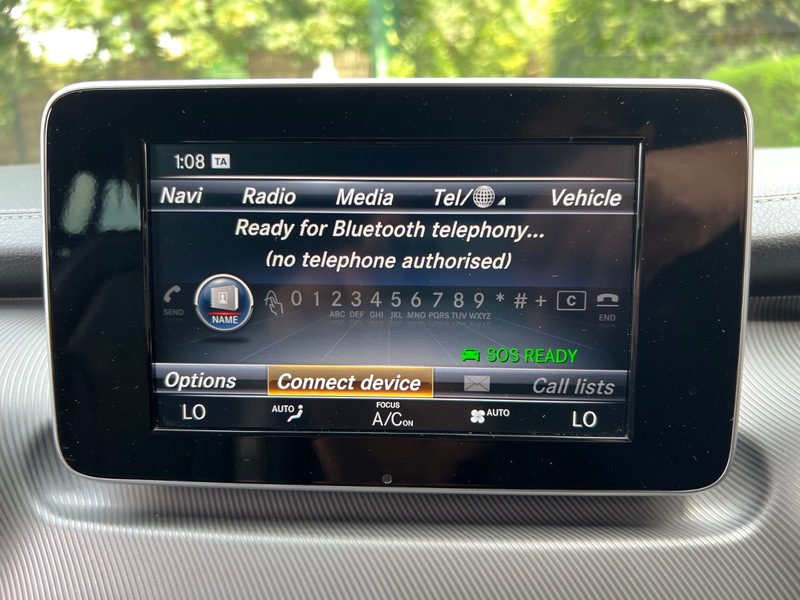 1:08 TA
Navi Radio Media Tel/ Vehicle
Ready for Bluetooth telephony...
(no telephone authorised)
SEND NAME 0 1 2 3 4 5 6 7 8 9 * # + C END
ABC DEF GHI JKL MNO PQRS TUV WXYZ
SOS READY
Options Connect device Call lists
LO AUTO FOCUS A/C ON AUTO LO